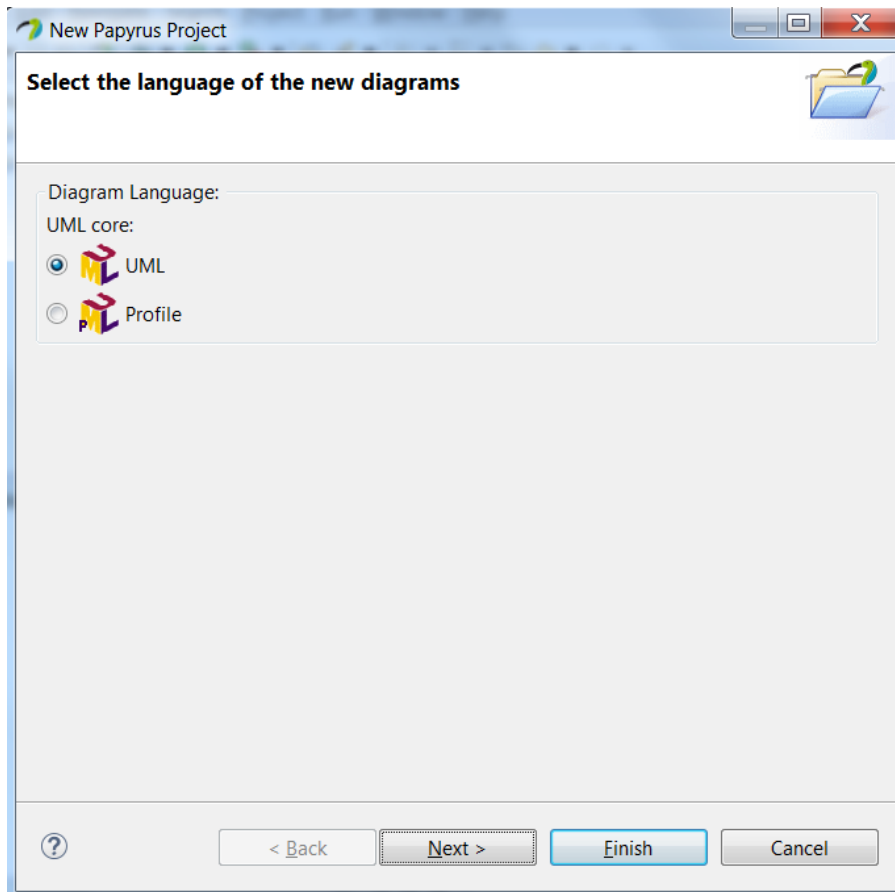 New Papyrus Project
Select the language of the new diagrams
Diagram Language:
UML core:
UML
Profile
? < Back Next > Finish Cancel